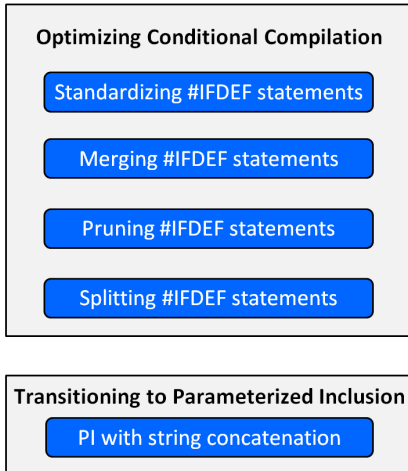 Optimizing Conditional Compilation
Standardizing #IFDEF statements
Merging #IFDEF statements
Pruning #IFDEF statements
Splitting #IFDEF statements
Transitioning to Parameterized Inclusion
PI with string concatenation